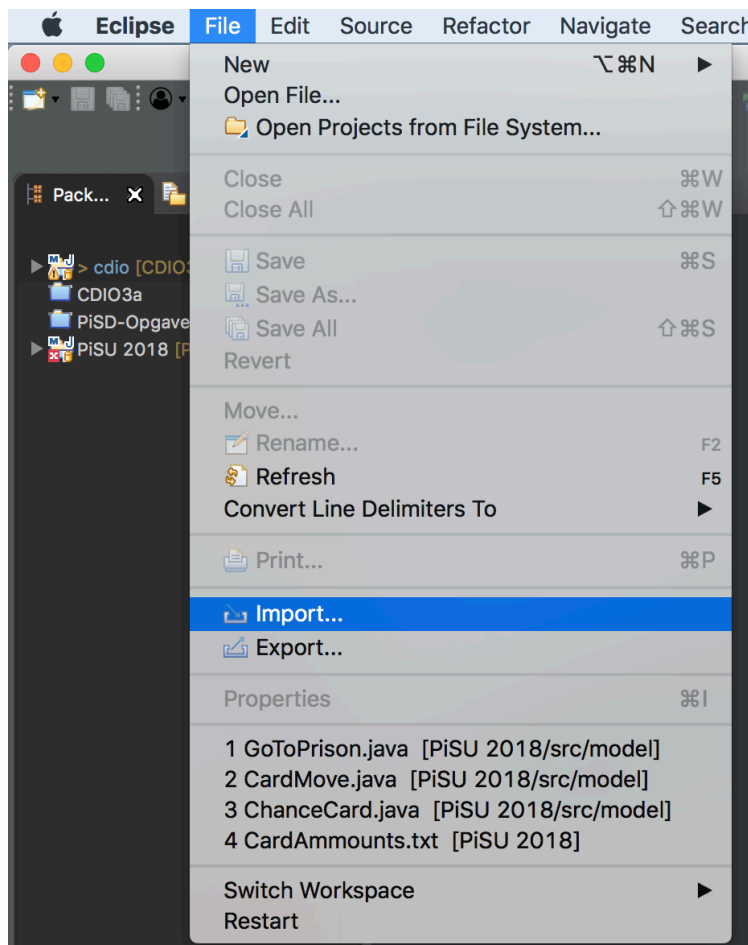 Eclipse File Edit Source Refactor Navigate Search
New ⌥⌘N ▶
Open File...
Open Projects from File System...
Close ⌘W
Close All ⇧⌘W
Pack...
Save ⌘S
> cdio [CDIO3
Save As...
CDIO3a
Save All ⇧⌘S
PiSD-Opgave
PiSU 2018 [P
Revert
Move...
Rename... F2
Refresh F5
Convert Line Delimiters To ▶
Print... ⌘P
Import...
Export...
Properties ⌘I
1 GoToPrison.java [PiSU 2018/src/model]
2 CardMove.java [PiSU 2018/src/model]
3 ChanceCard.java [PiSU 2018/src/model]
4 CardAmmounts.txt [PiSU 2018]
Switch Workspace ▶
Restart